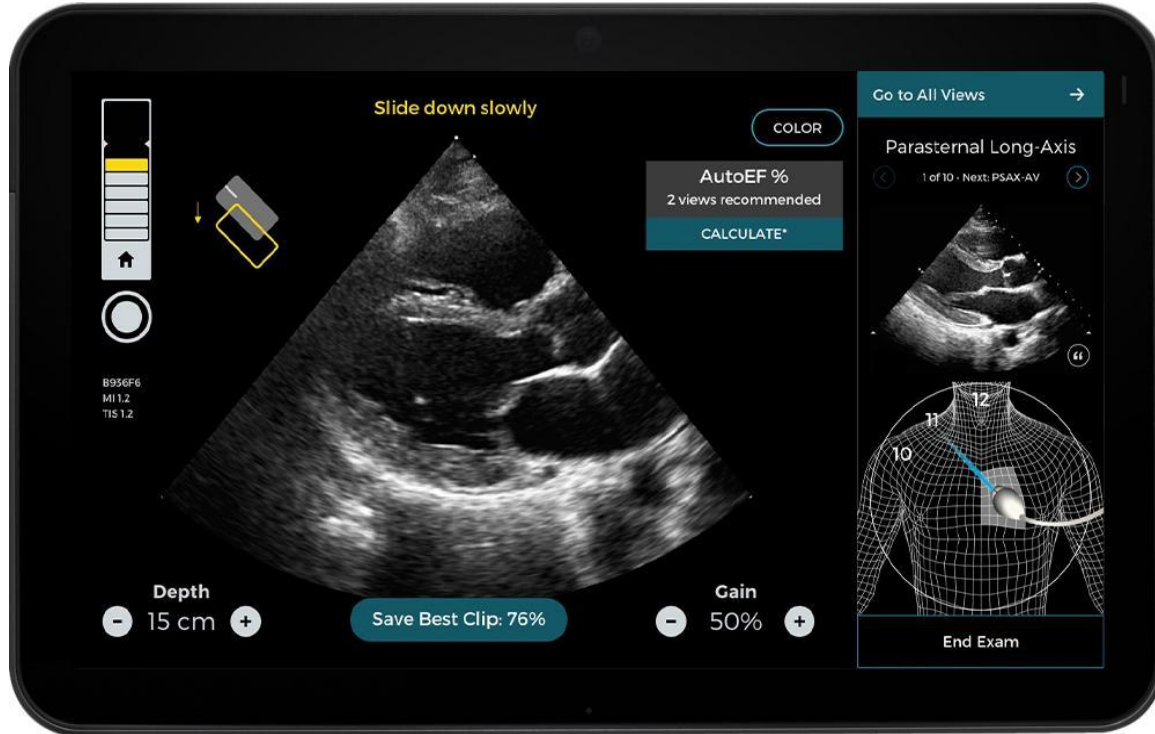 Slide down slowly
COLOR
AutoEF %
2 views recommended
CALCULATE*
B936F6
MI 1.2
TIS 1.2
Depth
- 15 cm +
Save Best Clip: 76%
Gain
- 50% +
Go to All Views →
Parasternal Long-Axis
1 of 10 • Next: PSAX-AV
12
11
10
End Exam